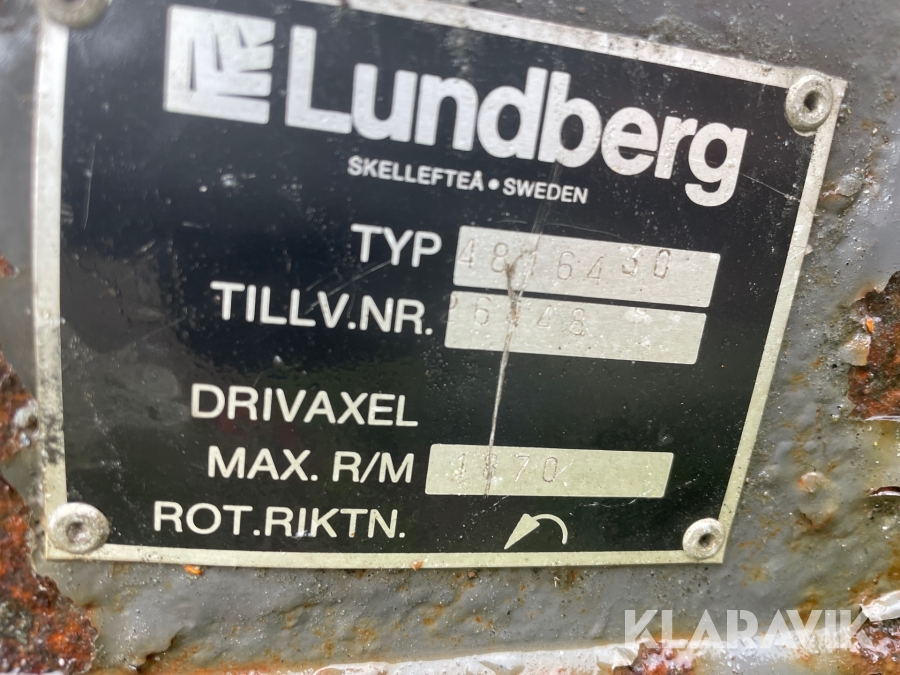 Lundberg
SKELLEFTEÅ • SWEDEN
TYP
TILLV.NR.
DRIVAXEL
MAX. R/M
ROT.RIKTN.
KLARAVIK